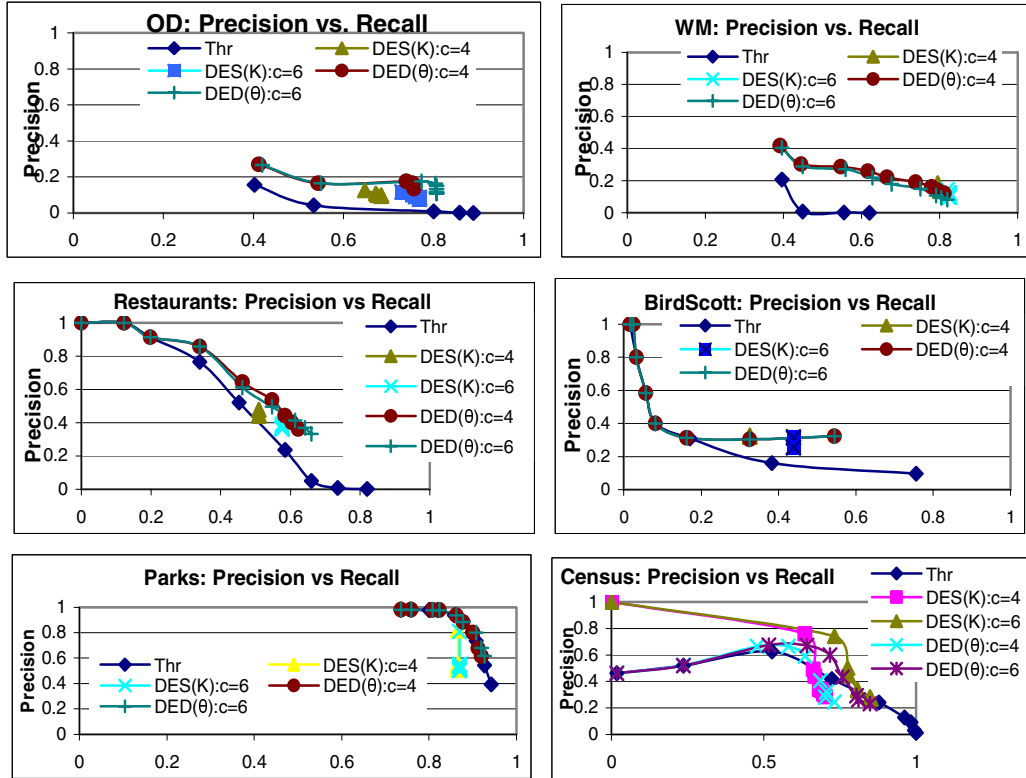 OD: Precision vs. Recall
Thr
DES(K):c=4
DES(K):c=6
DED(θ):c=4
DED(θ):c=6
Precision
1
0.8
0.6
0.4
0.2
0
0 0.2 0.4 0.6 0.8 1
WM: Precision vs. Recall
Thr
DES(K):c=4
DES(K):c=6
DED(θ):c=4
DED(θ):c=6
Precision
1
0.8
0.6
0.4
0.2
0
0 0.2 0.4 0.6 0.8 1
Restaurants: Precision vs Recall
Thr
DES(K):c=4
DES(K):c=6
DED(θ):c=4
DED(θ):c=6
Precision
1
0.8
0.6
0.4
0.2
0
0 0.2 0.4 0.6 0.8 1
BirdScott: Precision vs Recall
Thr
DES(K):c=4
DES(K):c=6
DED(θ):c=4
DED(θ):c=6
Precision
1
0.8
0.6
0.4
0.2
0
0 0.2 0.4 0.6 0.8 1
Parks: Precision vs Recall
Thr
DES(K):c=4
DES(K):c=6
DED(θ):c=4
DED(θ):c=6
Precision
1
0.8
0.6
0.4
0.2
0
0 0.2 0.4 0.6 0.8 1
Census: Precision vs Recall
Thr
DES(K):c=4
DES(K):c=6
DED(θ):c=4
DED(θ):c=6
Precision
1
0.8
0.6
0.4
0.2
0
0 0.5 1